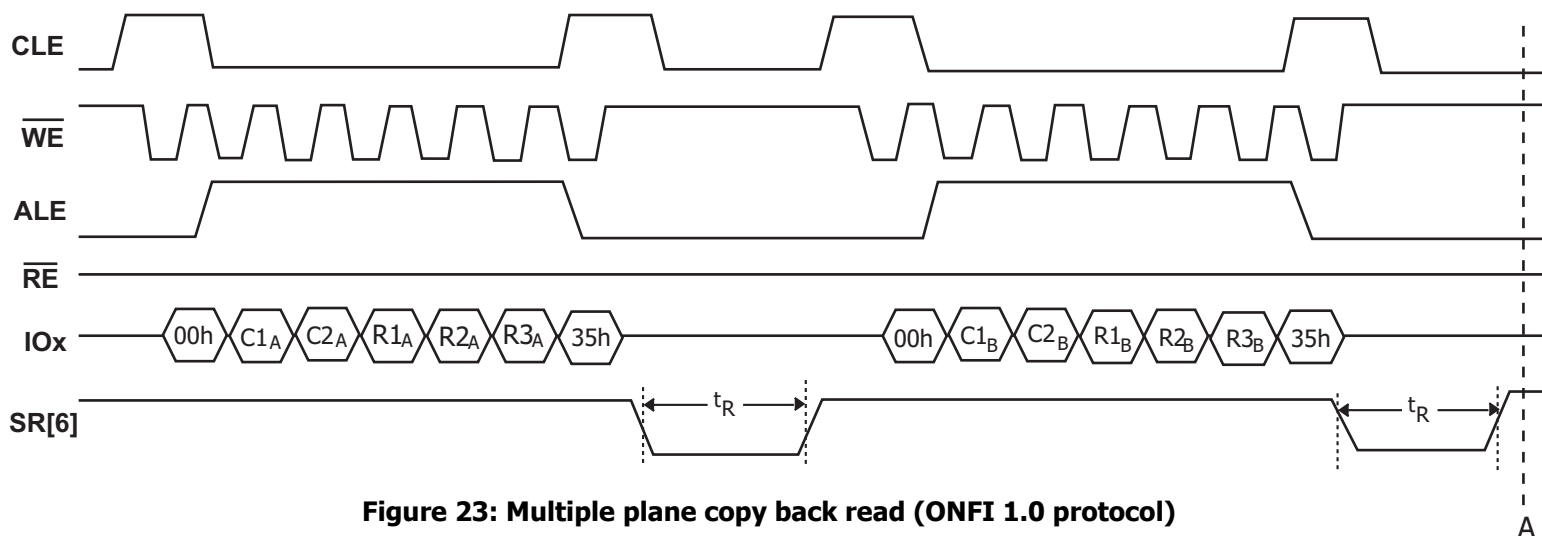 CLE
WE
ALE
RE
IOx 00h C1A C2A R1A R2A R3A 35h 00h C1B C2B R1B R2B R3B 35h
SR[6] tR tR
Figure 23: Multiple plane copy back read (ONFI 1.0 protocol)
A